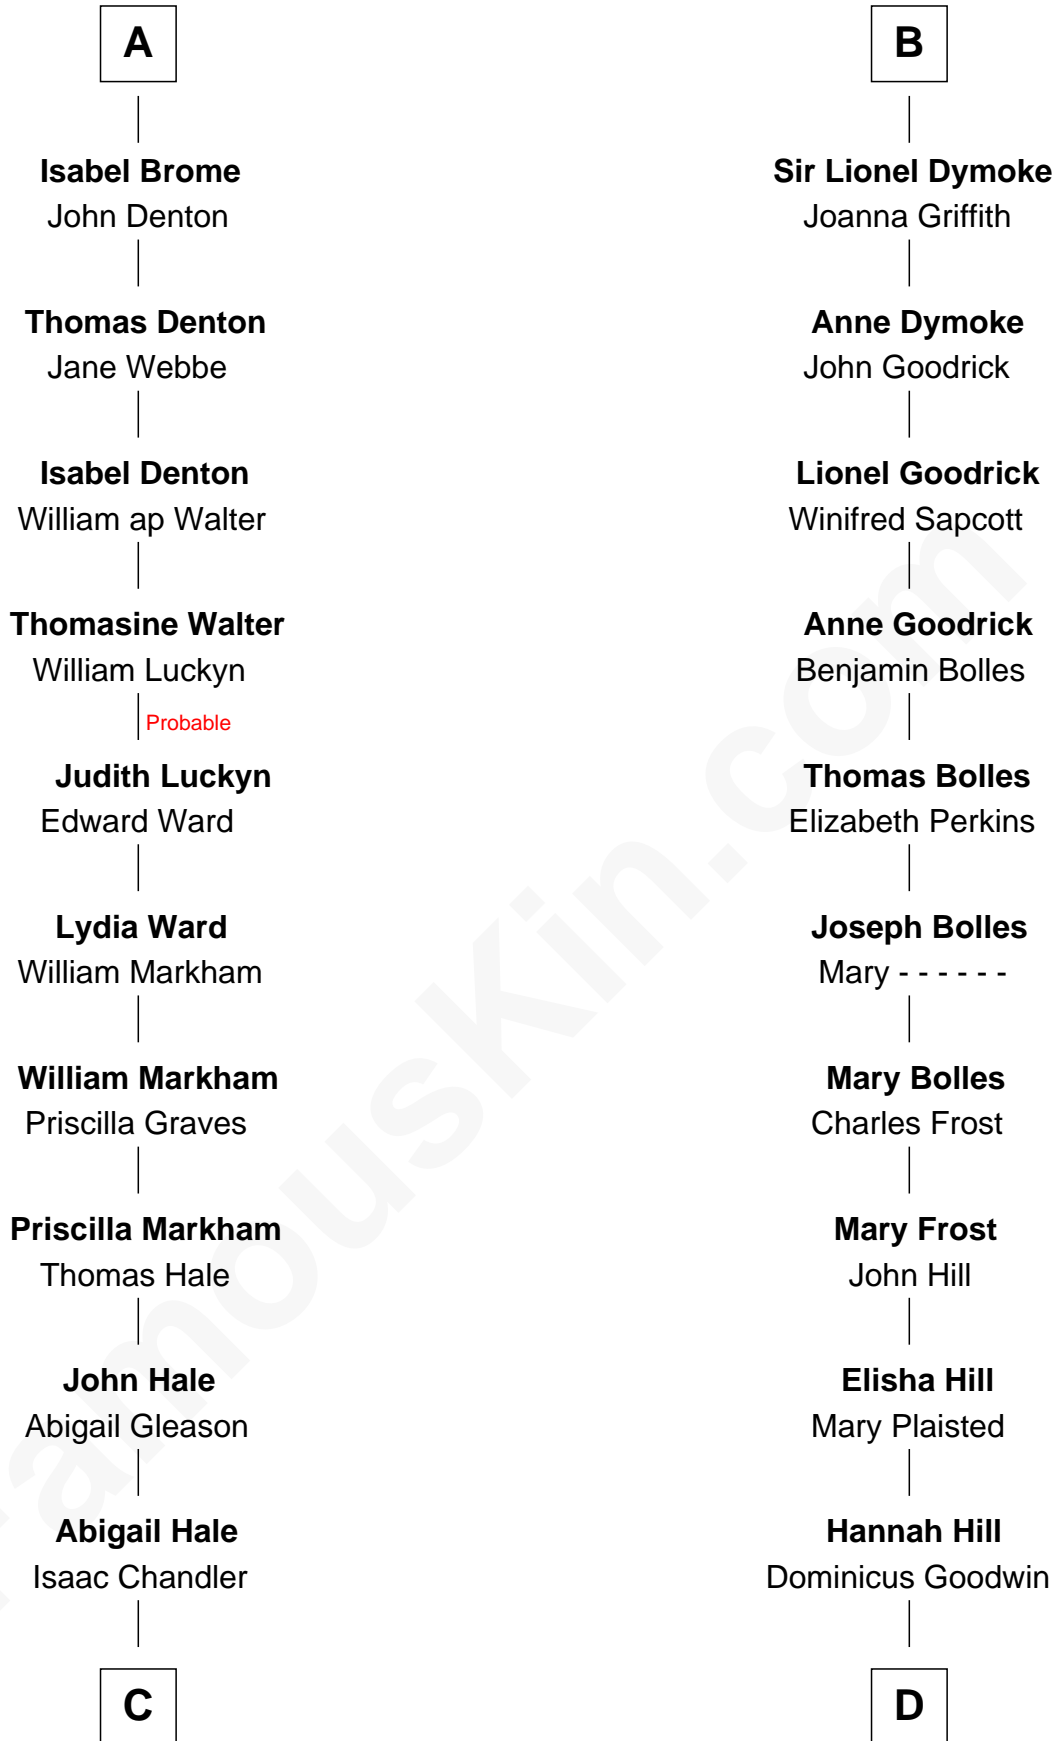 A
B
Isabel Brome
John Denton
Sir Lionel Dymoke
Joanna Griffith
Thomas Denton
Jane Webbe
Anne Dymoke
John Goodrick
Isabel Denton
William ap Walter
Lionel Goodrick
Winifred Sapcott
Thomasine Walter
William Luckyn
Anne Goodrick
Benjamin Bolles
Probable
Judith Luckyn
Edward Ward
Thomas Bolles
Elizabeth Perkins
Lydia Ward
William Markham
Joseph Bolles
Mary - - - - - -
William Markham
Priscilla Graves
Mary Bolles
Charles Frost
Priscilla Markham
Thomas Hale
Mary Frost
John Hill
John Hale
Abigail Gleason
Elisha Hill
Mary Plaisted
Abigail Hale
Isaac Chandler
Hannah Hill
Dominicus Goodwin
C
D
FamousKin.com